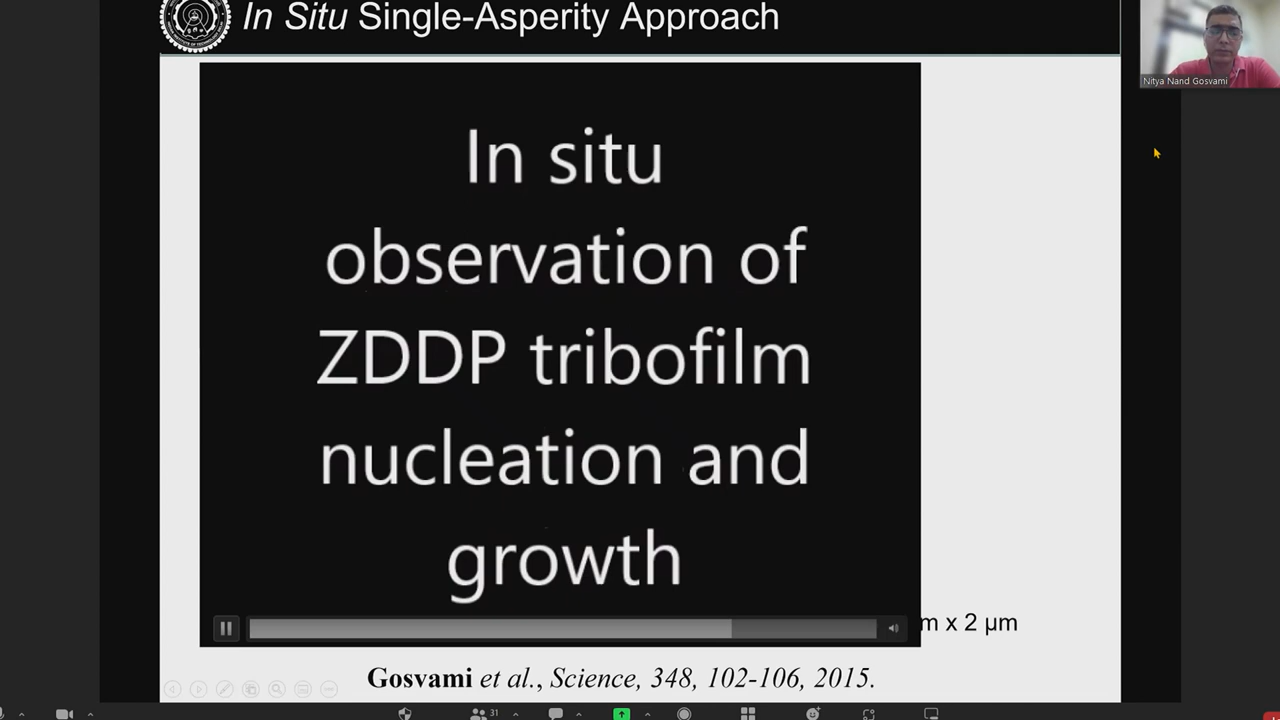 In Situ Single-Asperity Approach
Nitya Nand Gosvami
In situ
observation of
ZDDP tribofilm
nucleation and
growth
m x 2 μm
Gosvami et al., Science, 348, 102-106, 2015.
31